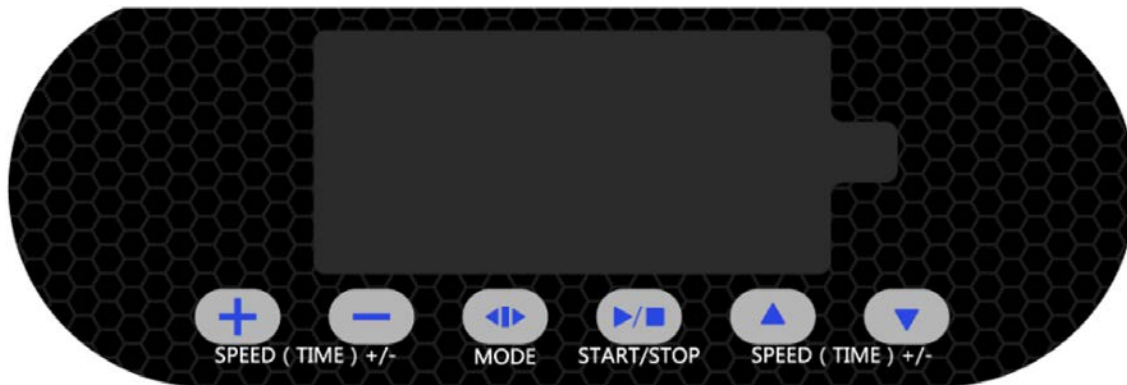 SPEED ( TIME ) +/-
MODE
START/STOP
SPEED ( TIME ) +/-